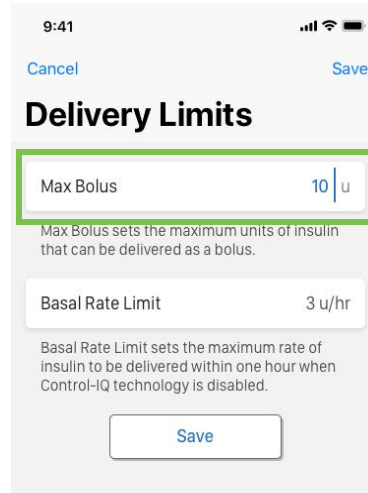 9:41
Cancel Save
Delivery Limits
Max Bolus 10 u
Max Bolus sets the maximum units of insulin
that can be delivered as a bolus.
Basal Rate Limit 3 u/hr
Basal Rate Limit sets the maximum rate of
insulin to be delivered within one hour when
Control-IQ technology is disabled.
Save